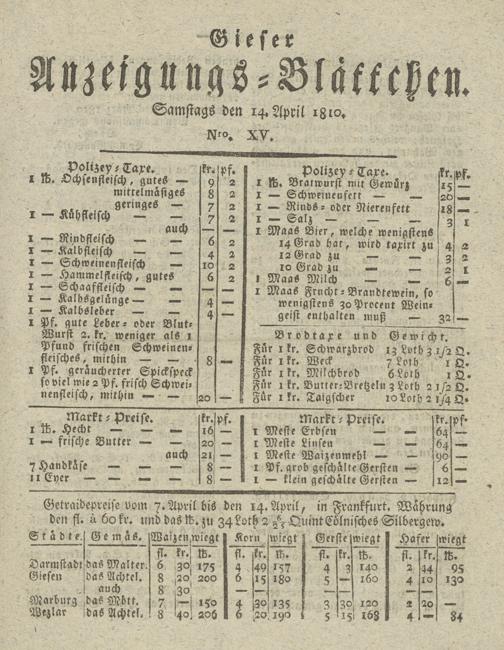 Gieser
Anzeigungs-Blättchen.
Samstags den 14. April 1810.
Nro. XV.
Polizey-Taxe. kr. pf.
1 ℔. Ochsenfleisch, gutes — 9 2
mittelmäsiges 8 2
geringes — 7 2
1 — Kühfleisch — — 7 2
auch — — —
1 — Rindfleisch — — 6 2
1 — Kalbfleisch — — 4 2
1 — Schweinenfleisch — 10 2
1 — Hammelfleisch, gutes 6 2
1 — Schaaffleisch — — — —
1 — Kalbsgelünge — — 4 —
1 — Kalbsleber — — 4 —
1 Pf. gute Leber- oder Blut-
Wurst 2 kr. weniger als 1
Pfund frischen Schweinen-
fleisches, mithin — — 8 —
1 Pf. geräucherter Spickspeck
so viel wie 2 Pf. frisch Schwei-
nenfleisch, mithin — — 20 —
Polizey-Taxe. kr. pf.
1 ℔. Bratwurst mit Gewürz 15 —
1 — Schweinenfett — — 20 —
1 — Rinds- oder Nierenfett 18 —
1 — Salz — — — 3 1
1 Maas Bier, welche wenigstens
14 Grad hat, wird taxirt zu 4 2
12 Grad zu — — 3 2
10 Grad zu — — 2 1
1 Maas Milch — — 6 —
1 Maas Frucht-Brandtewein, so
wenigstens 30 Procent Wein-
geist enthalten muß — 32 —
Brodtaxe und Gewicht.
Für 1 kr. Schwarzbrod 13 Loth 3 1/2 Q.
Für 1 kr. Weck 7 Loth 1 Q.
Für 1 kr. Milchbrod 6 Loth 1 Q.
Für 1 kr. Butter-Bretzeln 3 Loth 2 1/2 Q.
Für 1 kr. Taigscher 10 Loth 2 1/4 Q.
Markt-Preise. kr. pf.
1 ℔. Hecht — — — 16 —
1 — frische Butter — — 20 —
auch — — 21 —
7 Handkäse — — — 8 —
11 Eyer — — — 8 —
Markt-Preise. kr. pf.
1 Meste Erbsen — — 64 —
1 Meste Linsen — — 64 —
1 Meste Waizenmehl — — 90 —
1 Pf. grob geschälte Gersten — 6 —
1 — klein geschälte Gersten — 12 —
Getraidepreise vom 7. April bis den 14. April, in Frankfurt. Währung
den fl. à 60 kr. und das ℔. zu 34 Loth 2 Quint Cölnisches Silbergew.
Städte. Gemäs. Waizen wiegt Korn wiegt Gerste wiegt Hafer wiegt
fl. kr. ℔. fl. kr. ℔. fl. kr. ℔. fl. kr. ℔.
Darmstadt das Malter. 6 30 175 4 49 157 4 3 140 2 44 95
Giesen das Achtel. 8 20 200 6 15 180 5 — 160 4 10 130
auch 8 30 — — — — — — — — — —
Marburg das Mött. 7 — 150 4 30 135 3 30 120 2 20 —
Wezlar das Achtel. 8 40 206 6 20 190 5 15 168 4 — 84